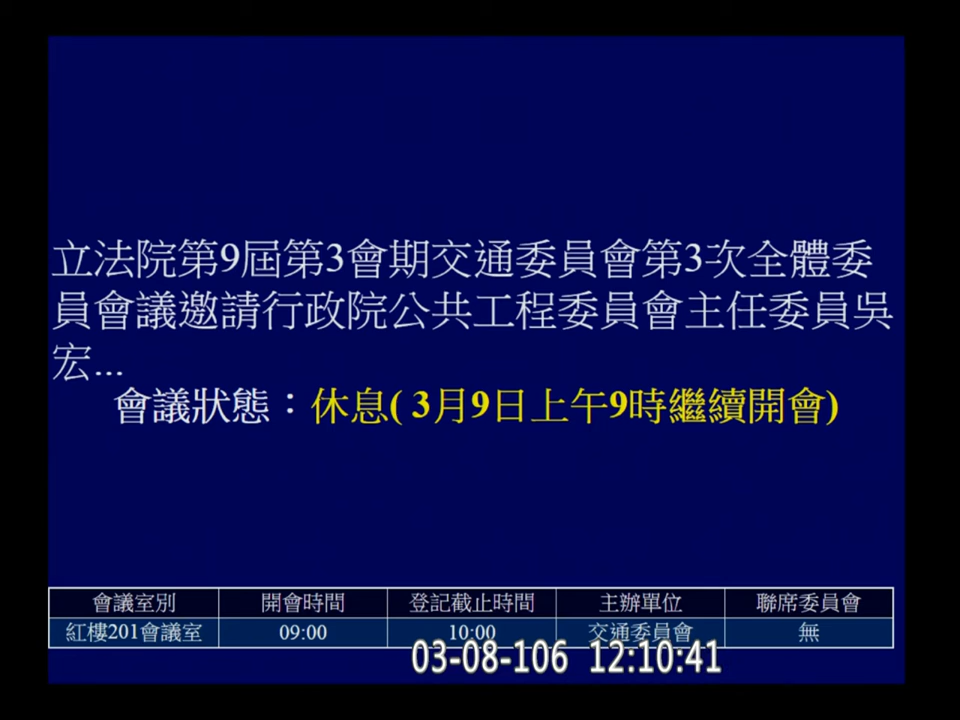 立法院第9屆第3會期交通委員會第3次全體委
員會議邀請行政院公共工程委員會主任委員吳
宏...
會議狀態：休息( 3月9日上午9時繼續開會)
會議室別 開會時間 登記截止時間 主辦單位 聯席委員會
紅樓201會議室 09:00 10:00 交通委員會 無
03-08-106 12:10:41